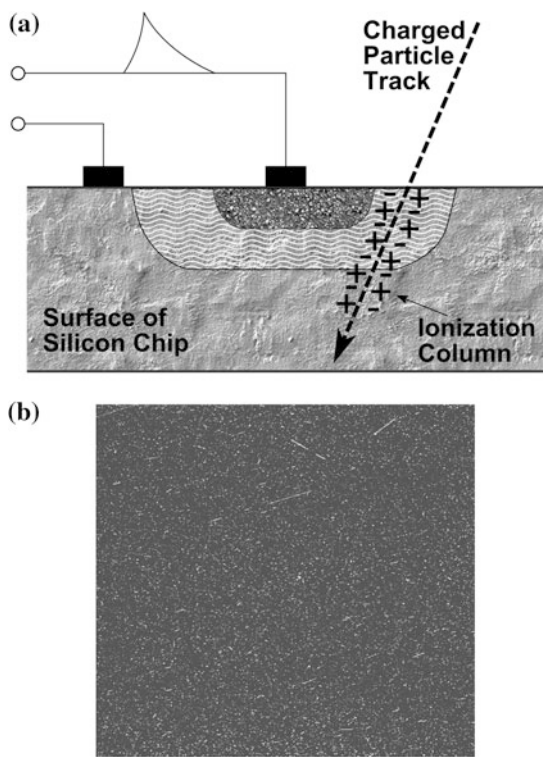 (a)
Charged
Particle
Track
+ -
+ - +
- + -
+ - +
- + -
+ -
Surface of
Silicon Chip
Ionization
Column
(b)